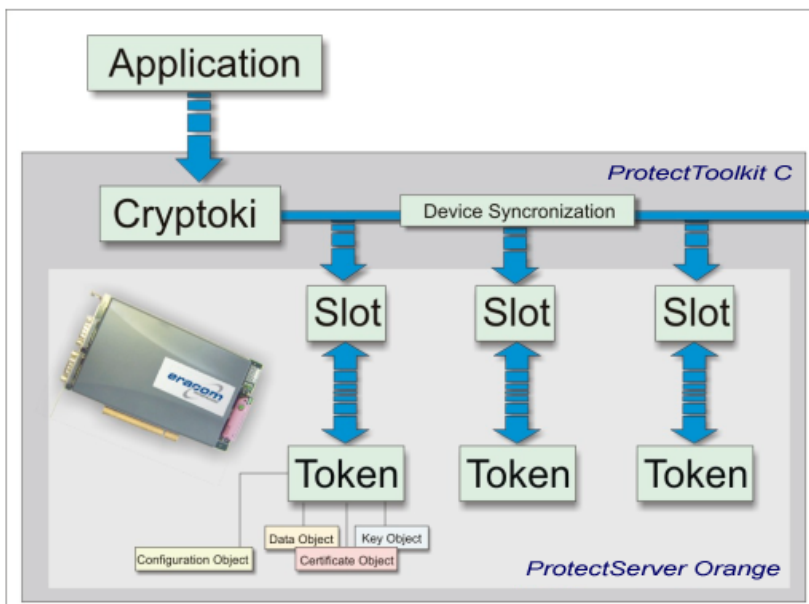 Application
ProtectToolkit C
Cryptoki
Device Syncronization
Slot
Slot
Slot
eracom
Token
Token
Token
Data Object
Key Object
Configuration Object
Certificate Object
ProtectServer Orange